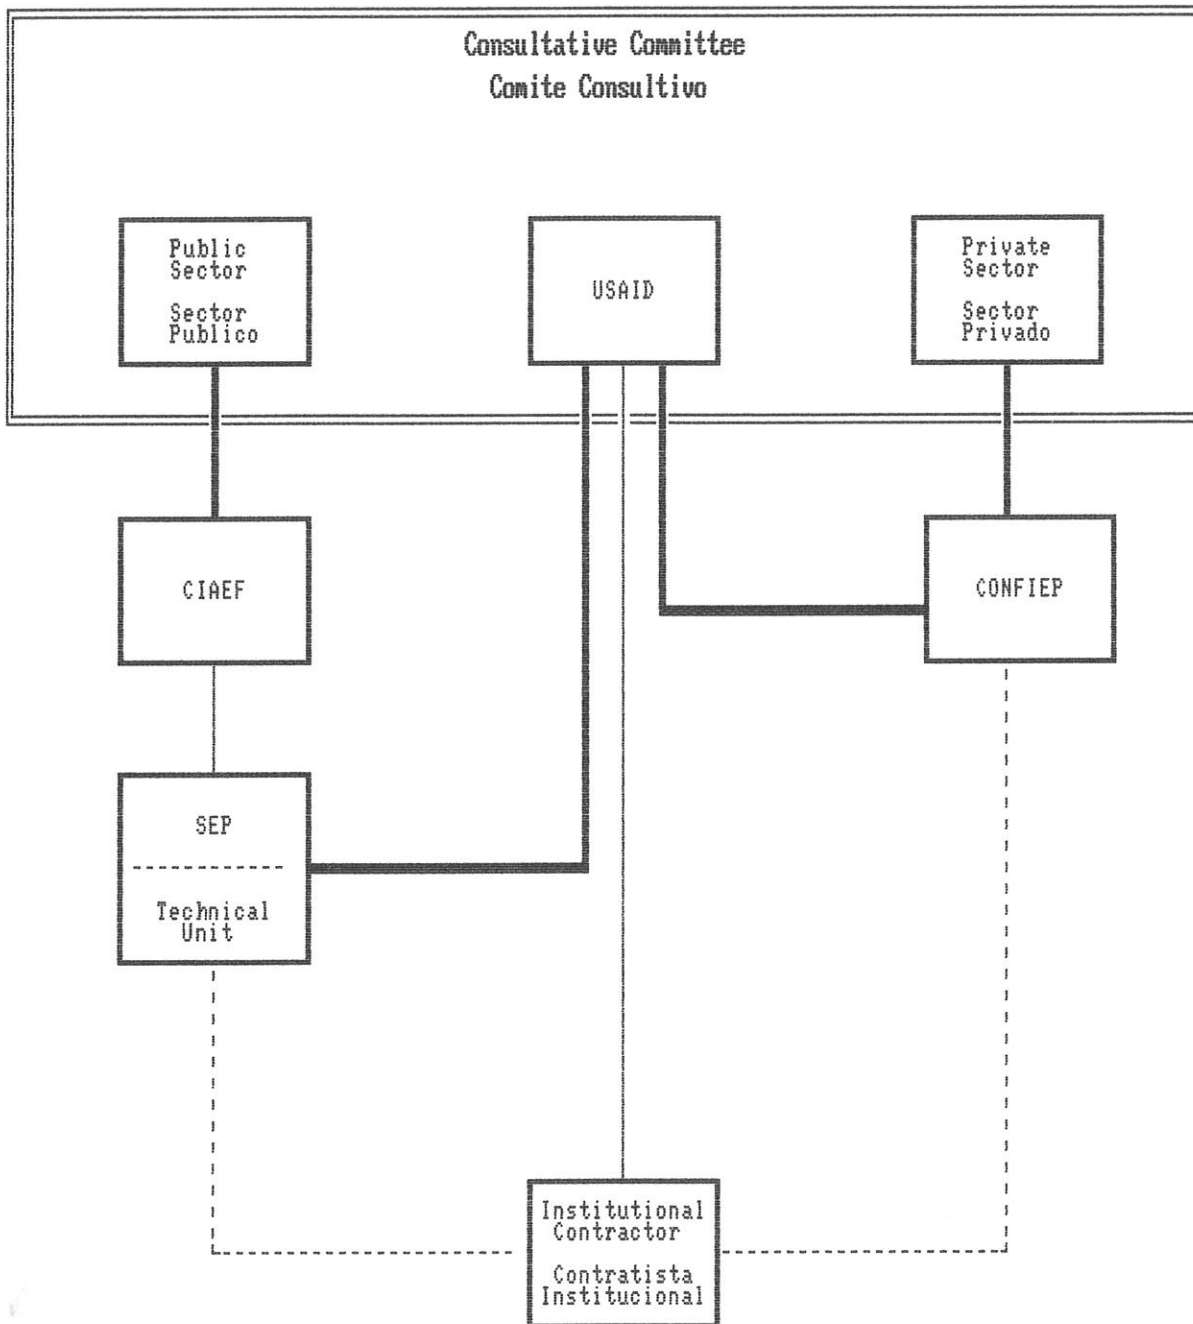 Consultative Committee
Comite Consultivo
Public
Sector
Sector
Publico
USAID
Private
Sector
Sector
Privado
CIAEF
CONFIEP
SEP
Technical
Unit
Institutional
Contractor
Contratista
Institucional